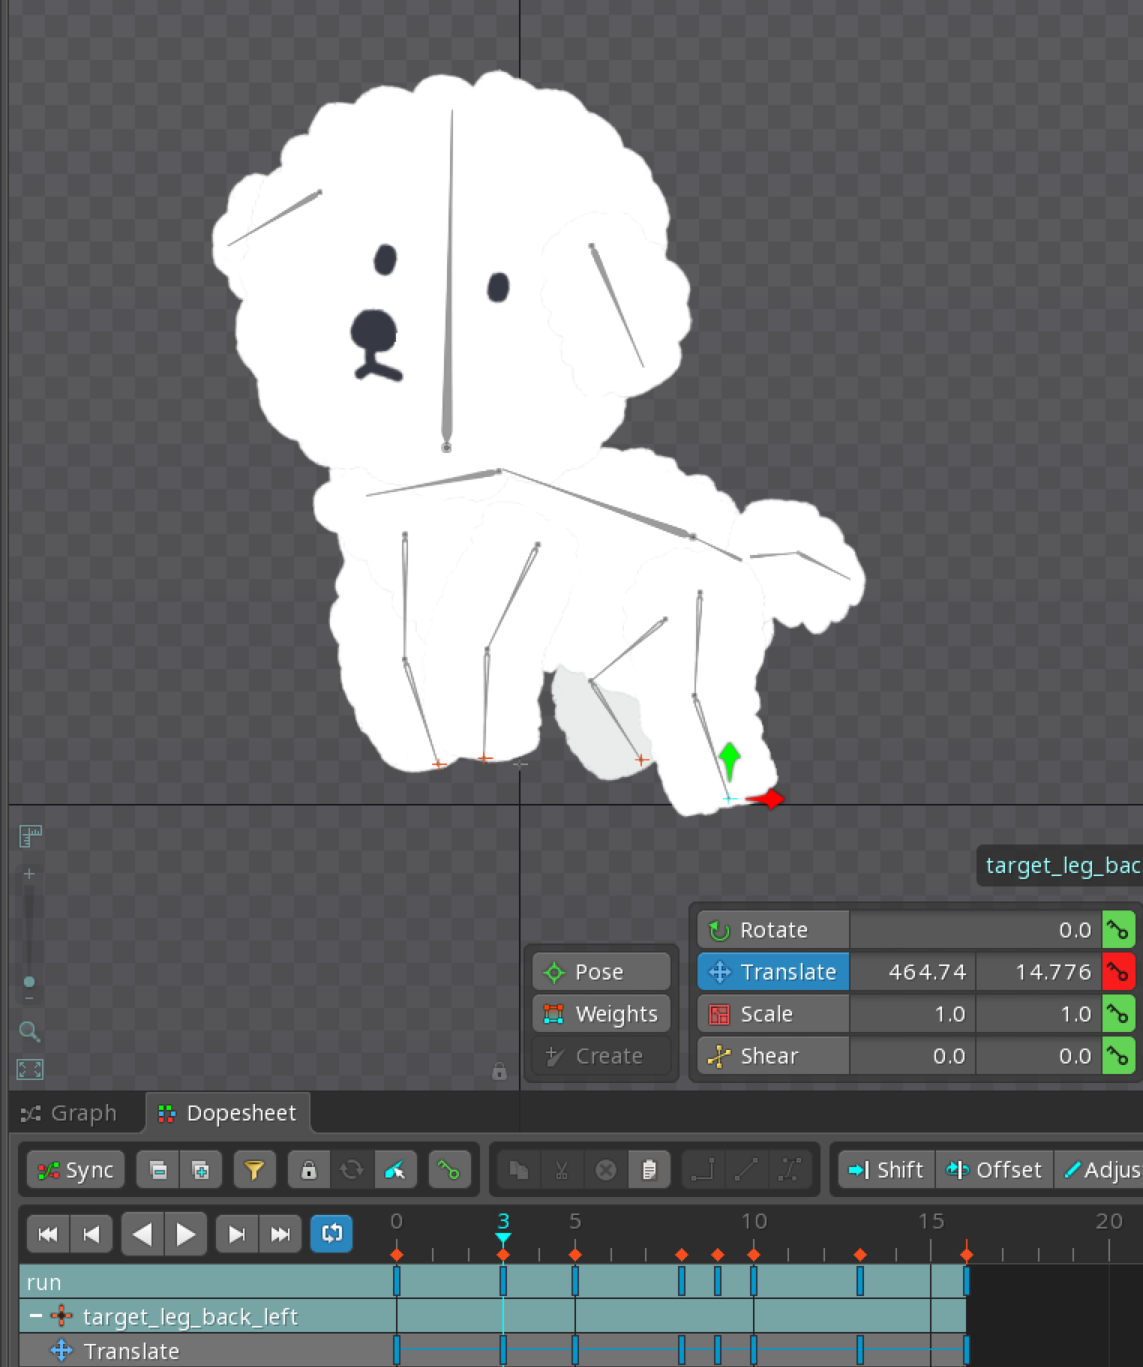 target_leg_bac
Rotate 0.0
Pose Translate 464.74 14.776
Weights Scale 1.0 1.0
Create Shear 0.0 0.0
Graph Dopesheet
Sync Shift Offset Adjus
0 3 5 10 15 20
run
target_leg_back_left
Translate